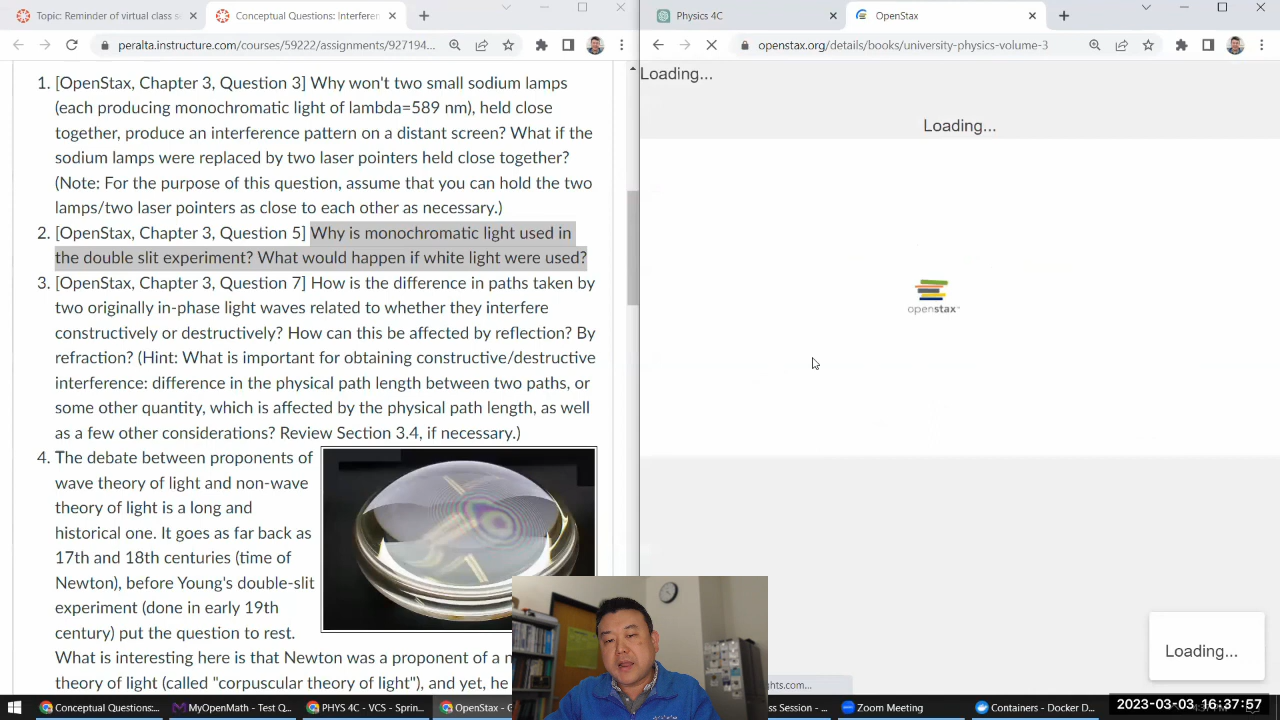 Topic: Reminder of virtual class s
Conceptual Questions: Interferen
Physics 4C
OpenStax
peralta.instructure.com/courses/59222/assignments/927194...
openstax.org/details/books/university-physics-volume-3
1. [OpenStax, Chapter 3, Question 3] Why won't two small sodium lamps
(each producing monochromatic light of lambda=589 nm), held close
together, produce an interference pattern on a distant screen? What if the
sodium lamps were replaced by two laser pointers held close together?
(Note: For the purpose of this question, assume that you can hold the two
lamps/two laser pointers as close to each other as necessary.)
2. [OpenStax, Chapter 3, Question 5] Why is monochromatic light used in
the double slit experiment? What would happen if white light were used?
3. [OpenStax, Chapter 3, Question 7] How is the difference in paths taken by
two originally in-phase light waves related to whether they interfere
constructively or destructively? How can this be affected by reflection? By
refraction? (Hint: What is important for obtaining constructive/destructive
interference: difference in the physical path length between two paths, or
some other quantity, which is affected by the physical path length, as well
as a few other considerations? Review Section 3.4, if necessary.)
4. The debate between proponents of
wave theory of light and non-wave
theory of light is a long and
historical one. It goes as far back as
17th and 18th centuries (time of
Newton), before Young's double-slit
experiment (done in early 19th
century) put the question to rest.
What is interesting here is that Newton was a proponent of a
theory of light (called "corpuscular theory of light"), and yet, he
Loading...
Loading...
openstax
Loading...
ghts.com...
Conceptual Questions:...
MyOpenMath - Test Q...
PHYS 4C - VCS - Sprin...
OpenStax - G
ss Session - ...
Zoom Meeting
Containers - Docker D...
2023-03-03 16:37:57